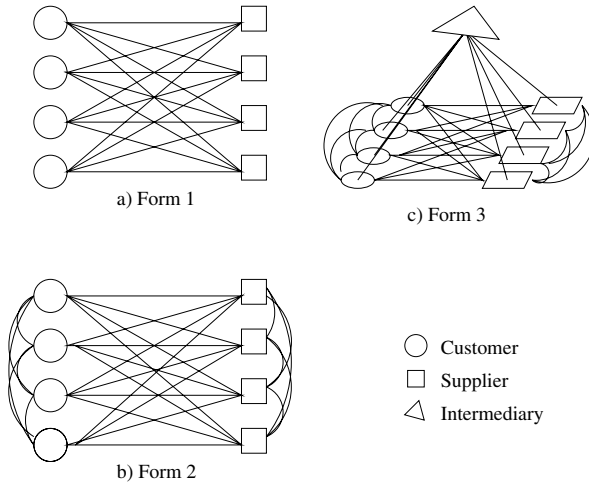 a) Form 1
c) Form 3
b) Form 2
Customer
Supplier
Intermediary